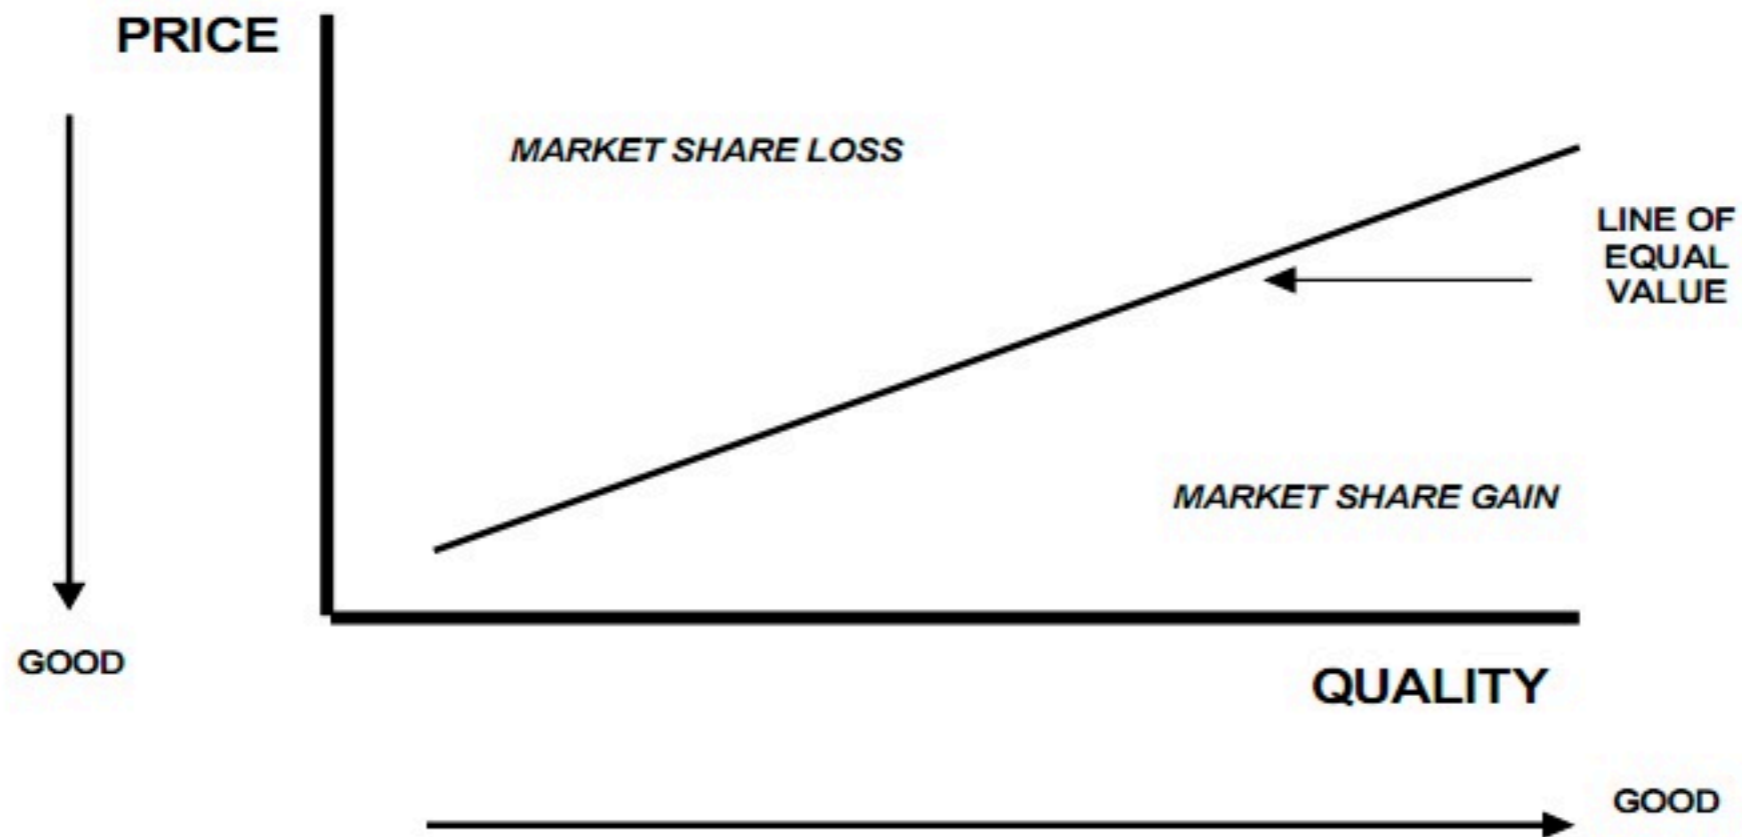 PRICE
MARKET SHARE LOSS
LINE OF
EQUAL
VALUE
MARKET SHARE GAIN
GOOD
QUALITY
GOOD